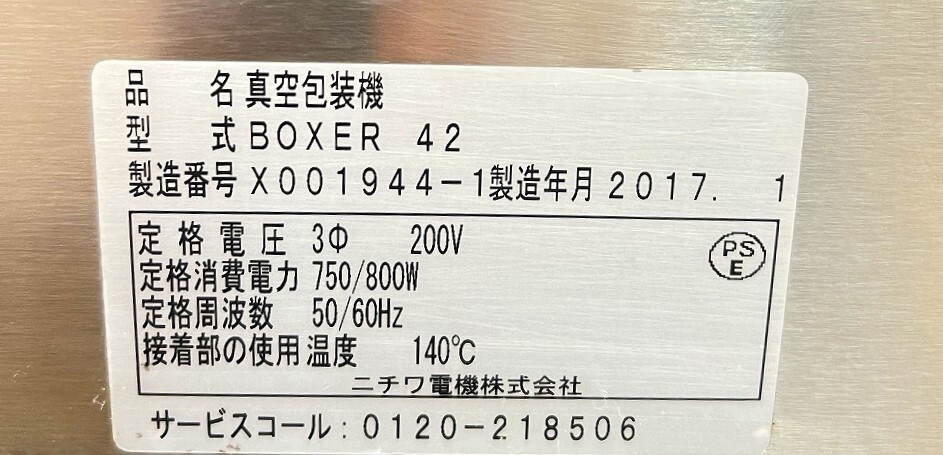 品　　名 真空包装機
型　　式 BOXER 42
製造番号 X001944-1 製造年月 2017. 1
定格電圧 3Φ 200V
PS
E
定格消費電力 750/800W
定格周波数 50/60Hz
接着部の使用温度 140℃
ニチワ電機株式会社
サービスコール：0120-218506